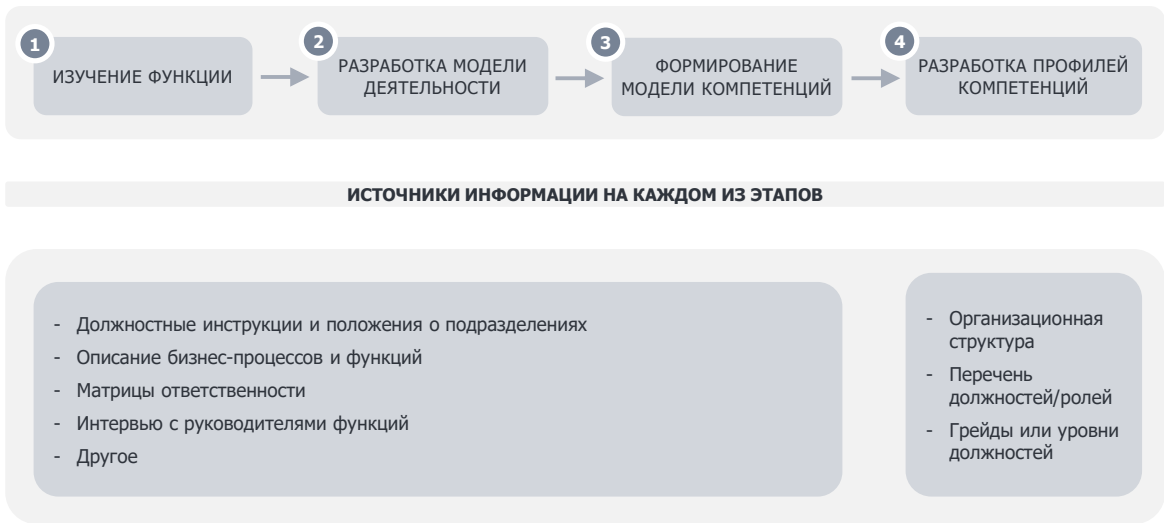 1
ИЗУЧЕНИЕ ФУНКЦИИ
2
РАЗРАБОТКА МОДЕЛИ
ДЕЯТЕЛЬНОСТИ
3
ФОРМИРОВАНИЕ
МОДЕЛИ КОМПЕТЕНЦИЙ
4
РАЗРАБОТКА ПРОФИЛЕЙ
КОМПЕТЕНЦИЙ
ИСТОЧНИКИ ИНФОРМАЦИИ НА КАЖДОМ ИЗ ЭТАПОВ
- Должностные инструкции и положения о подразделениях
- Описание бизнес-процессов и функций
- Матрицы ответственности
- Интервью с руководителями функций
- Другое
- Организационная
структура
- Перечень
должностей/ролей
- Грейды или уровни
должностей